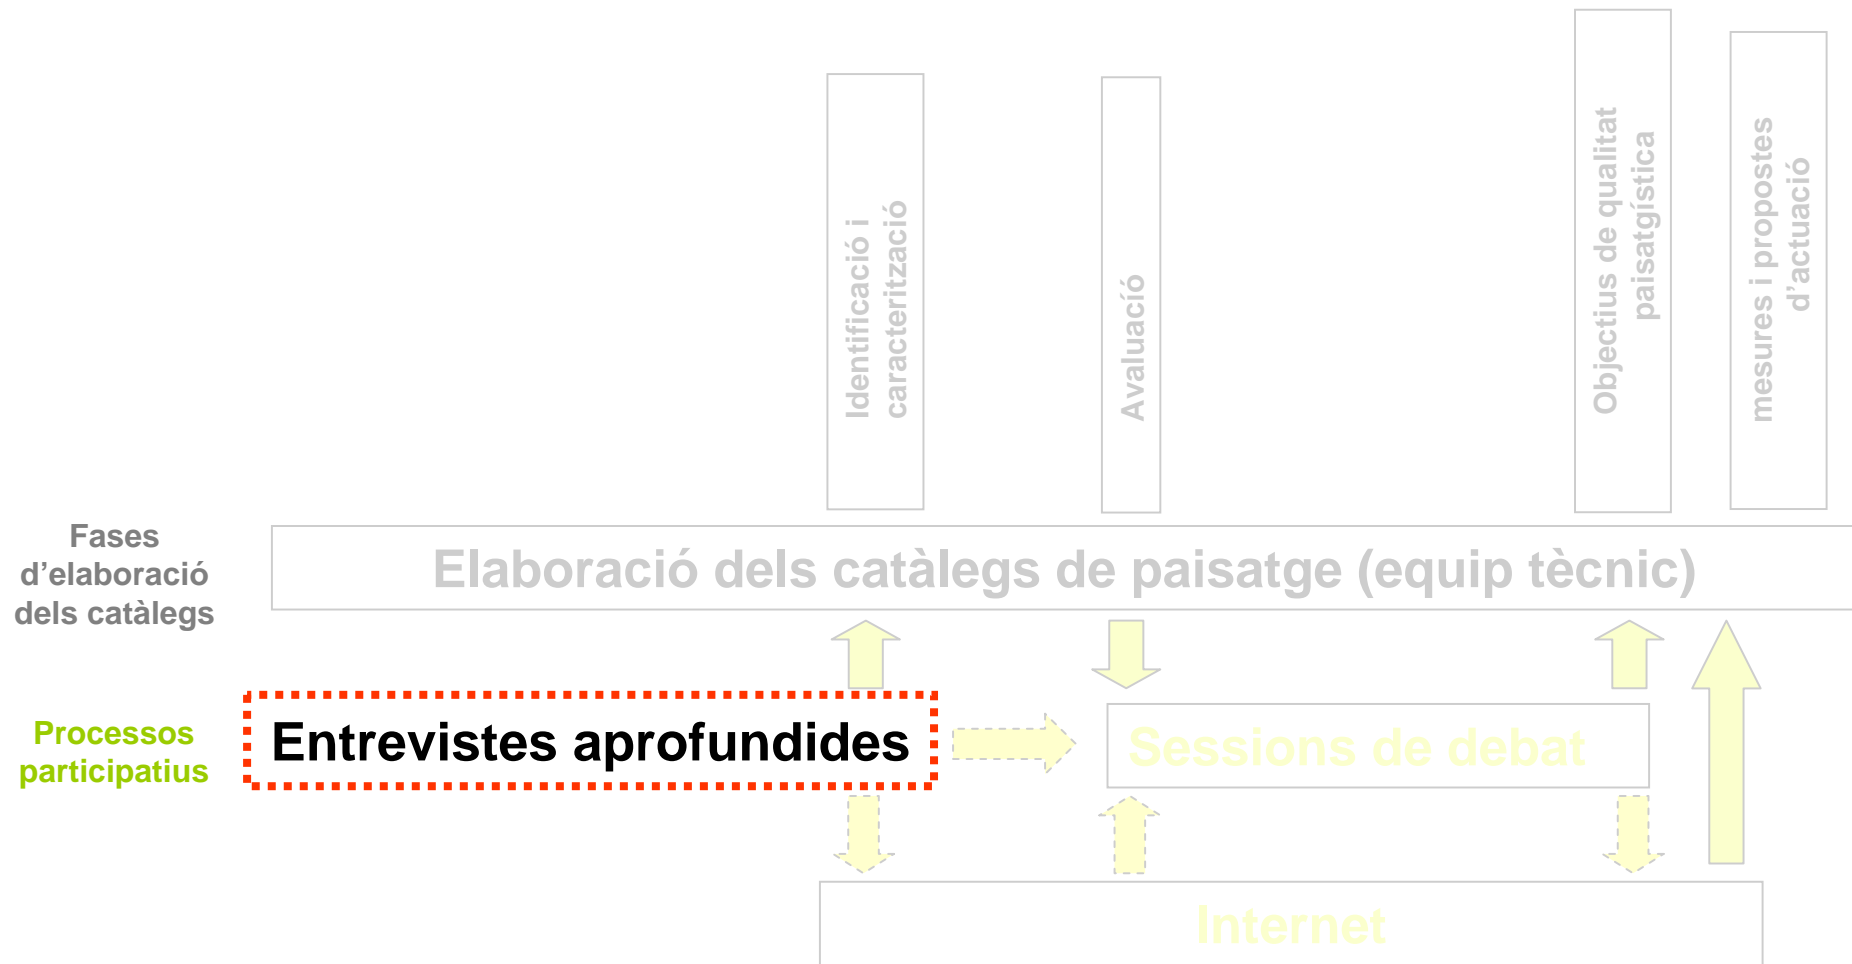 Identificació i
caracterització
Avaluació
Objectius de qualitat
paisatgística
mesures i propostes
d'actuació
Fases
d’elaboració
dels catàlegs
Elaboració dels catàlegs de paisatge (equip tècnic)
Processos
participatius
Entrevistes aprofundides
Sessions de debat
Internet